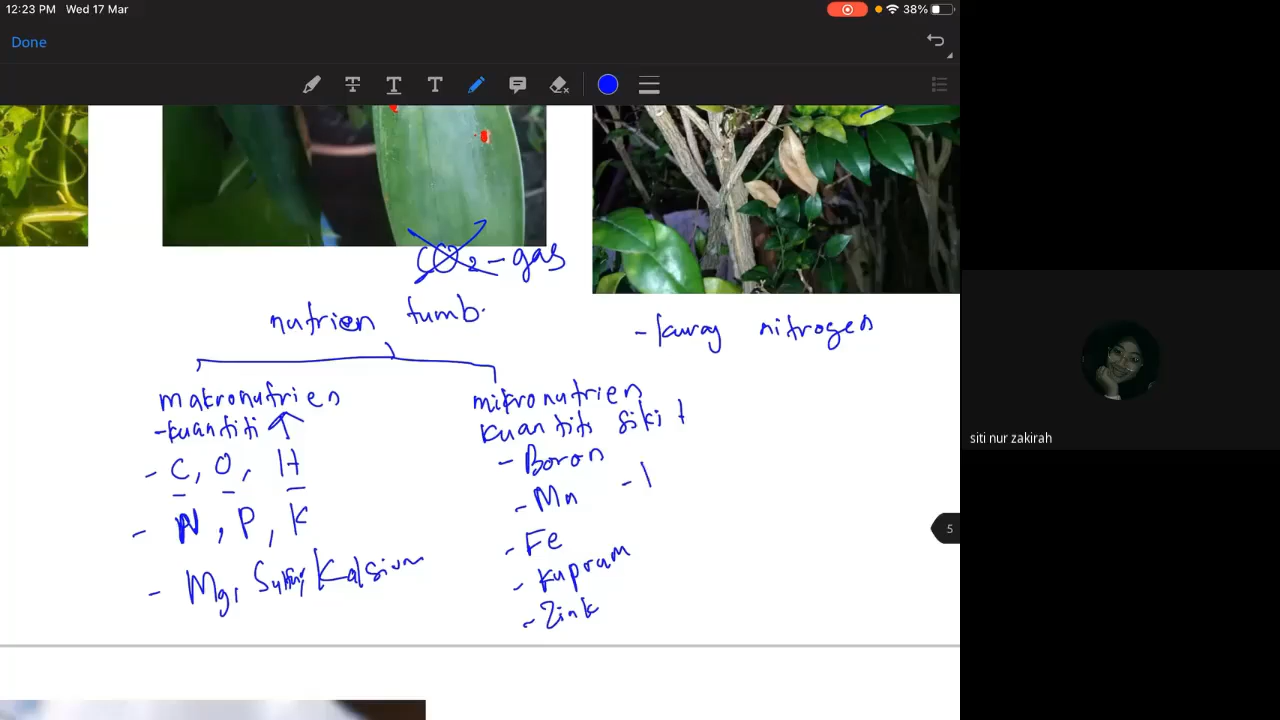 12:23 PM Wed 17 Mar
38%
Done
CO2 - gas
nutrien tumb.
- kurag nitrogen
makronutrien
- kuantiti ↑
- C, O, H
- N, P, K
- Mg, Sulfur, Kalsium
mikronutrien
kuantiti sikit
- Boron
- Mn
- Fe
- kuprum
- Zink
5
siti nur zakirah